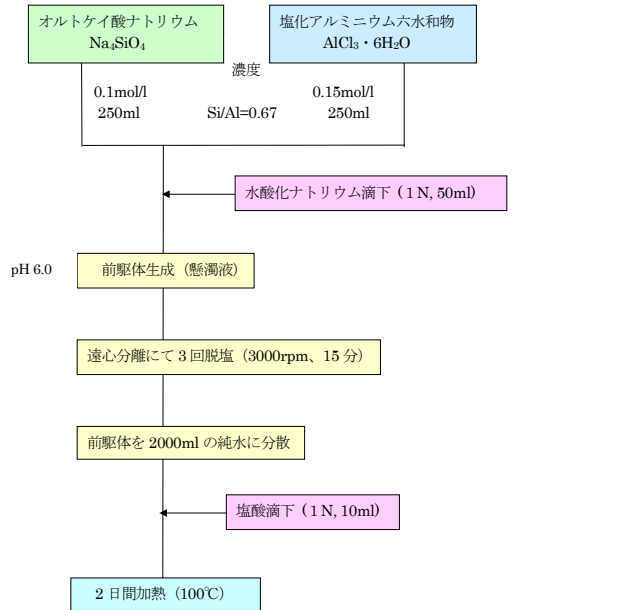 オルトケイ酸ナトリウム
Na₄SiO₄
塩化アルミニウム六水和物
AlCl₃・6H₂O
濃度
0.1mol/l
0.15mol/l
250ml
Si/Al=0.67
250ml
水酸化ナトリウム滴下（1N, 50ml）
pH 6.0
前駆体生成（懸濁液）
遠心分離にて3回脱塩（3000rpm、15分）
前駆体を2000mlの純水に分散
塩酸滴下（1N, 10ml）
2日間加熱（100℃）